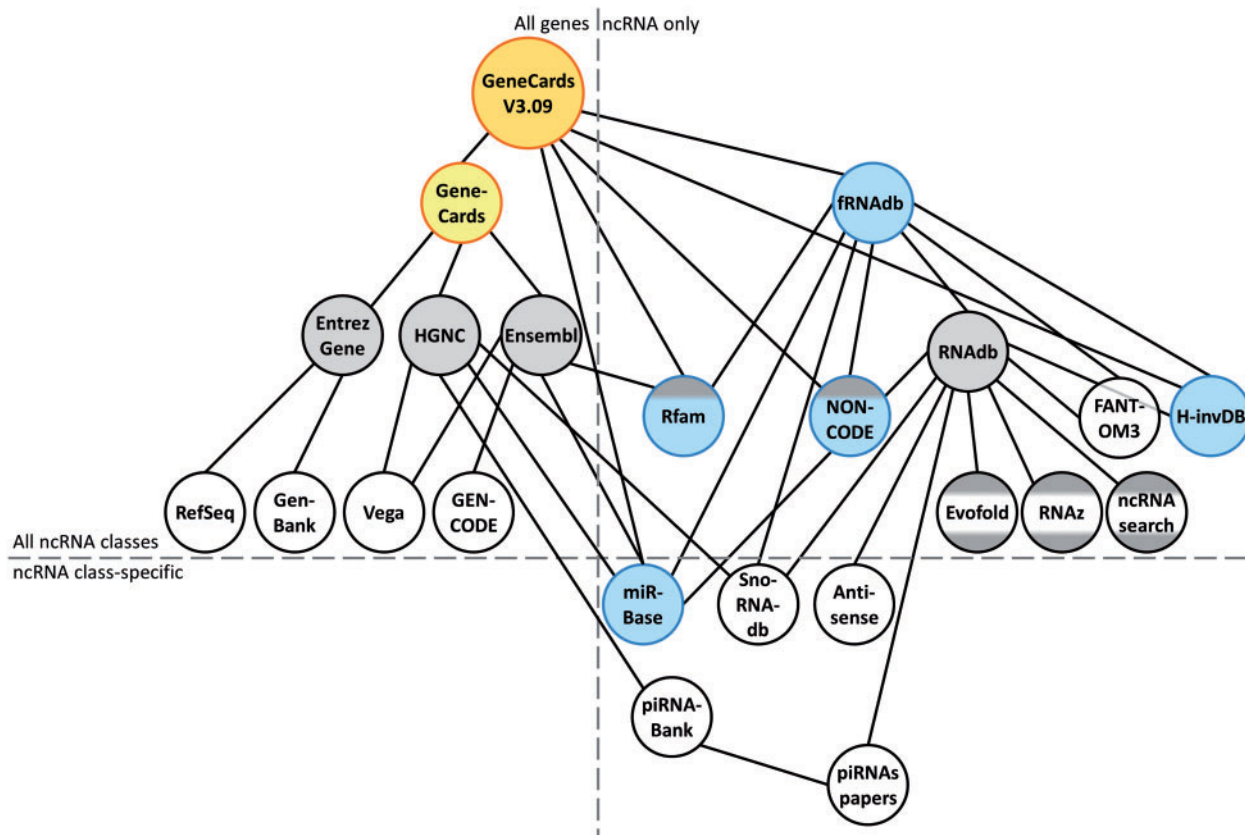 All genes
ncRNA only
GeneCards
V3.09
Gene-
Cards
fRNAdb
Entrez
Gene
HGNC
Ensembl
RNAdb
Rfam
NON-
CODE
FANT-
OM3
H-invDB
RefSeq
Gen-
Bank
Vega
GEN-
CODE
Evofold
RNAz
ncRNA
search
All ncRNA classes
ncRNA class-specific
miR-
Base
Sno-
RNA-
db
Anti-
sense
piRNA-
Bank
piRNAs
papers